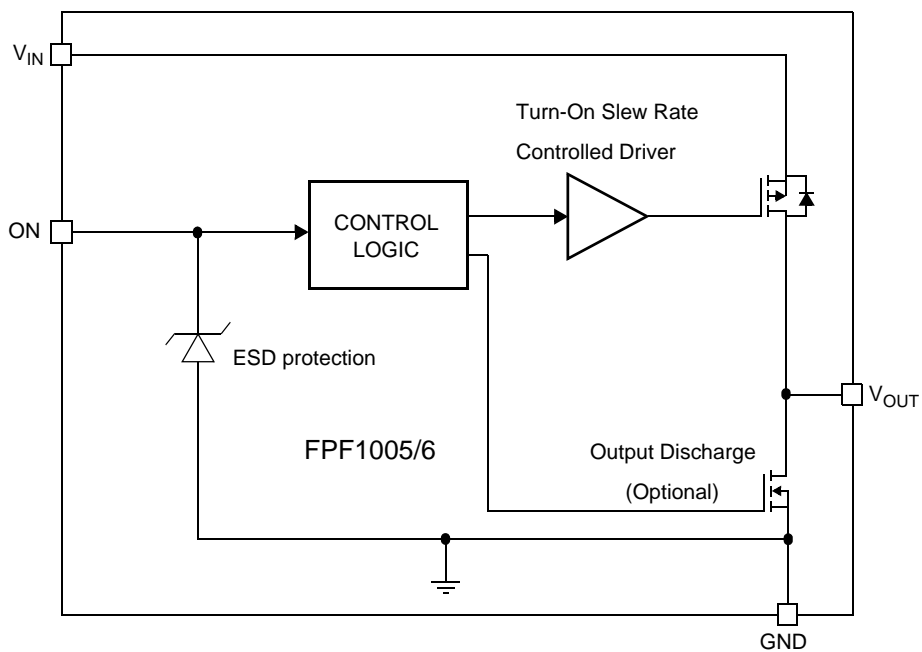 V_IN
Turn-On Slew Rate
Controlled Driver
ON
CONTROL
LOGIC
ESD protection
V_OUT
FPF1005/6
Output Discharge
(Optional)
GND